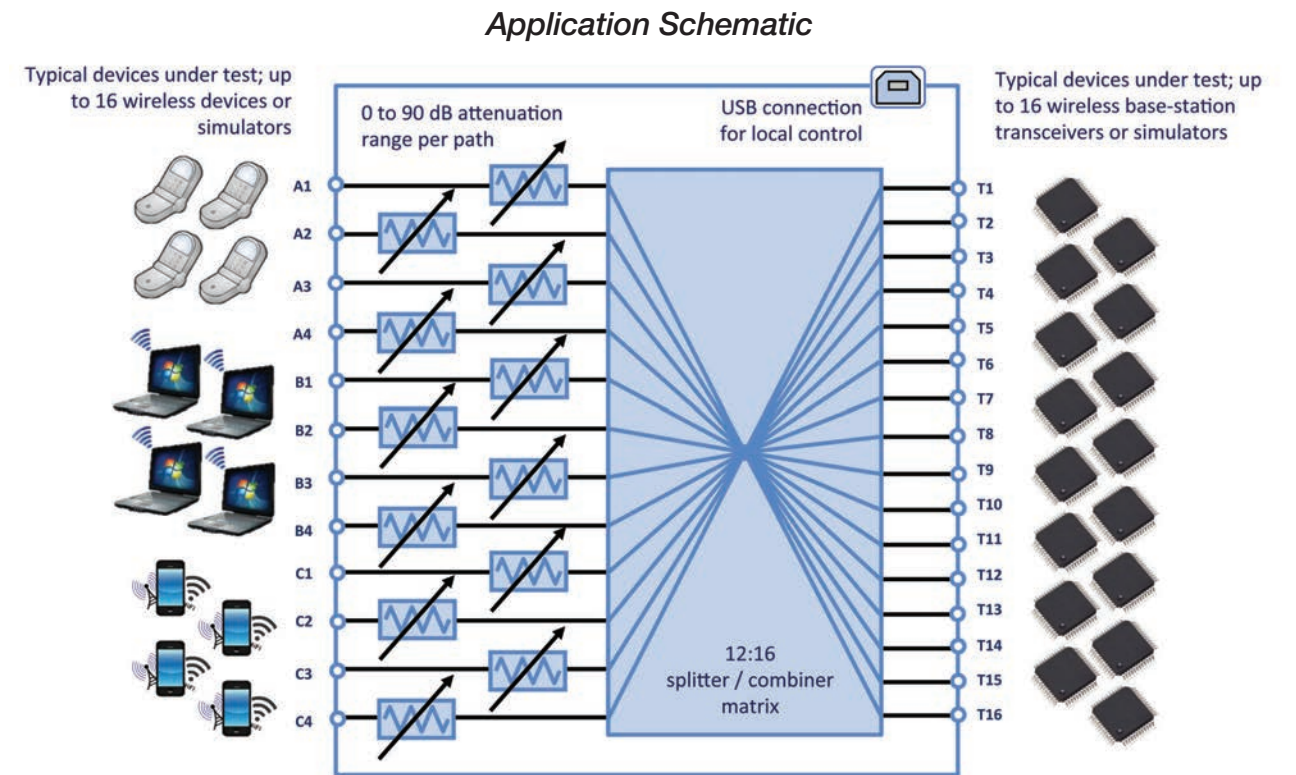 Application Schematic
Typical devices under test; up
to 16 wireless devices or
simulators
0 to 90 dB attenuation
range per path
USB connection
for local control
Typical devices under test; up
to 16 wireless base-station
transceivers or simulators
A1
A2
A3
A4
B1
B2
B3
B4
C1
C2
C3
C4
12:16
splitter / combiner
matrix
T1
T2
T3
T4
T5
T6
T7
T8
T9
T10
T11
T12
T13
T14
T15
T16